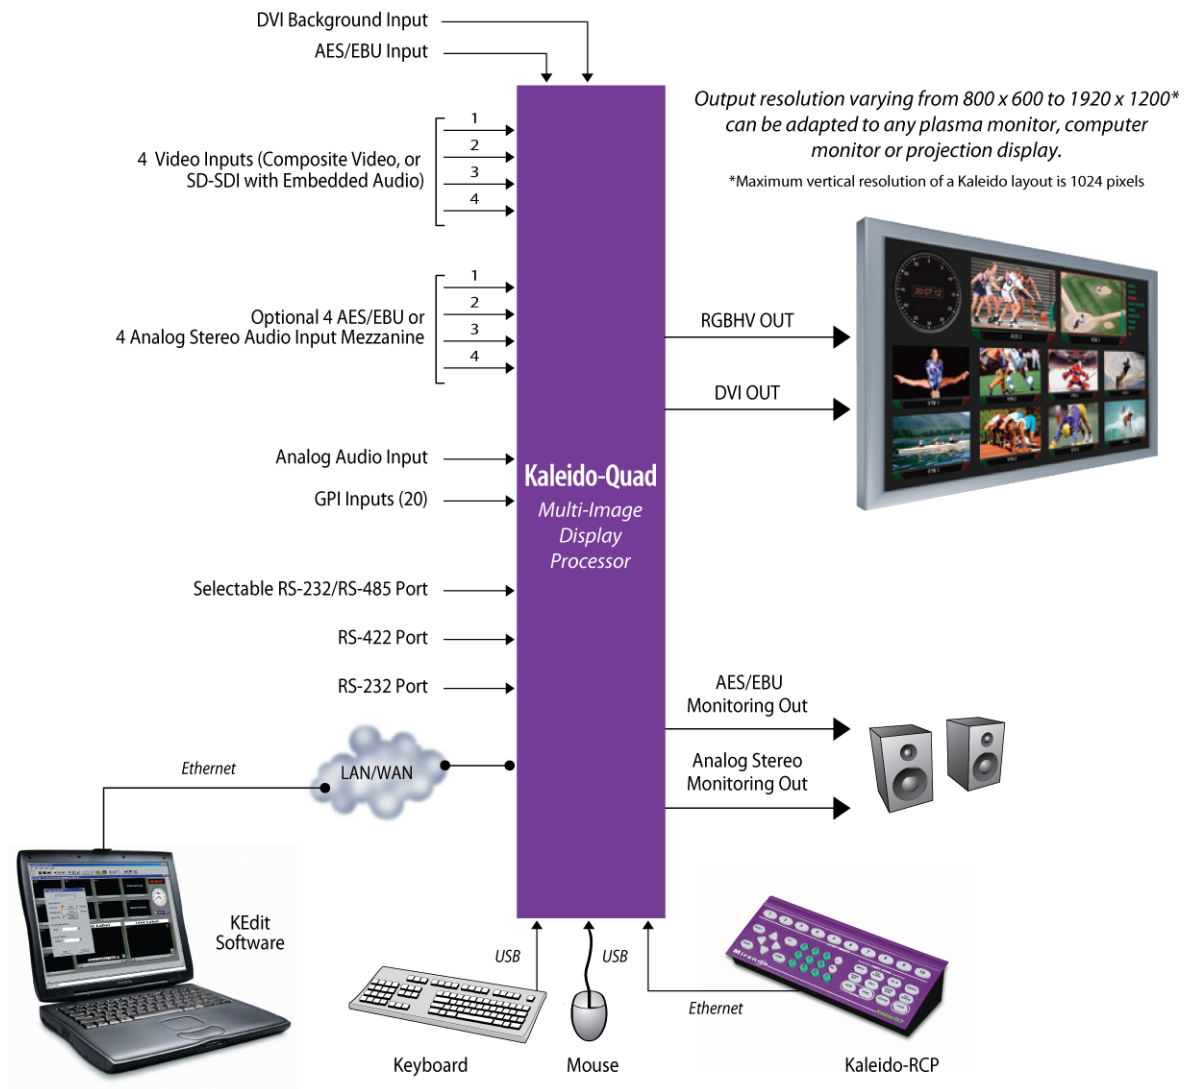 DVI Background Input
AES/EBU Input
Output resolution varying from 800 x 600 to 1920 x 1200*
can be adapted to any plasma monitor, computer
monitor or projection display.
*Maximum vertical resolution of a Kaleido layout is 1024 pixels
4 Video Inputs (Composite Video, or
SD-SDI with Embedded Audio)
1
2
3
4
Optional 4 AES/EBU or
4 Analog Stereo Audio Input Mezzanine
1
2
3
4
RGBHV OUT
DVI OUT
20:07:12
Analog Audio Input
GPI Inputs (20)
Kaleido-Quad
Multi-Image
Display
Processor
Selectable RS-232/RS-485 Port
RS-422 Port
RS-232 Port
AES/EBU
Monitoring Out
Analog Stereo
Monitoring Out
Ethernet
LAN/WAN
KEdit
Software
USB
USB
Ethernet
Miranda
Kaleido-RCP
Keyboard
Mouse
Kaleido-RCP